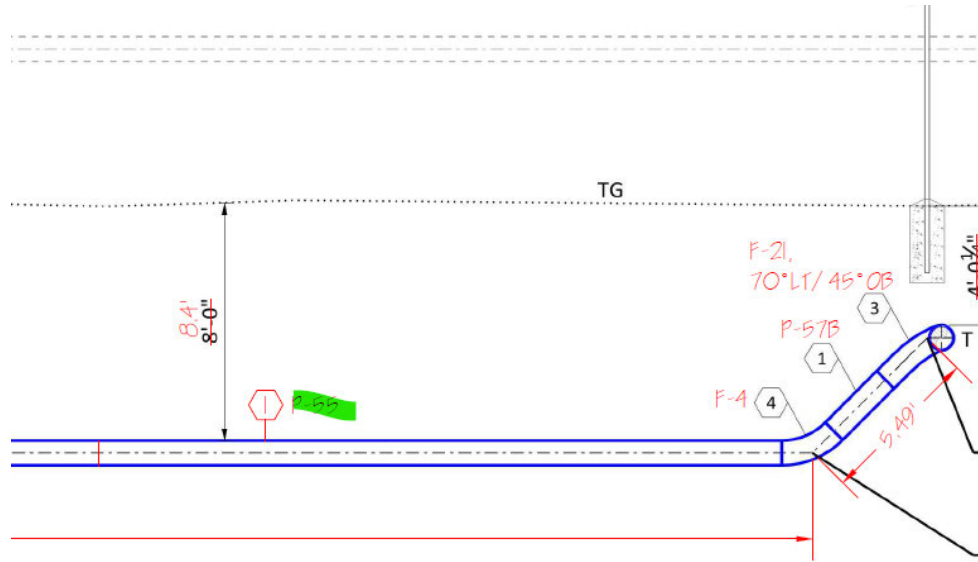 TG
F-21,
70°LT/ 45°OB
3
4'-0¼"
8.4'
8'-0"
P-57B
1
T
P-55
F-4
4
5.49'